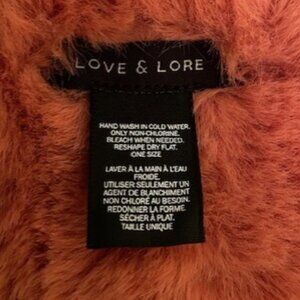 LOVE & LORE
HAND WASH IN COLD WATER.
ONLY NON-CHLORINE.
BLEACH WHEN NEEDED.
RESHAPE DRY FLAT.
ONE SIZE
LAVER À LA MAIN À L'EAU
FROIDE.
UTILISER SEULEMENT UN
AGENT DE BLANCHIMENT
NON CHLORÉ AU BESOIN.
REDONNER LA FORME.
SÉCHER À PLAT.
TAILLE UNIQUE